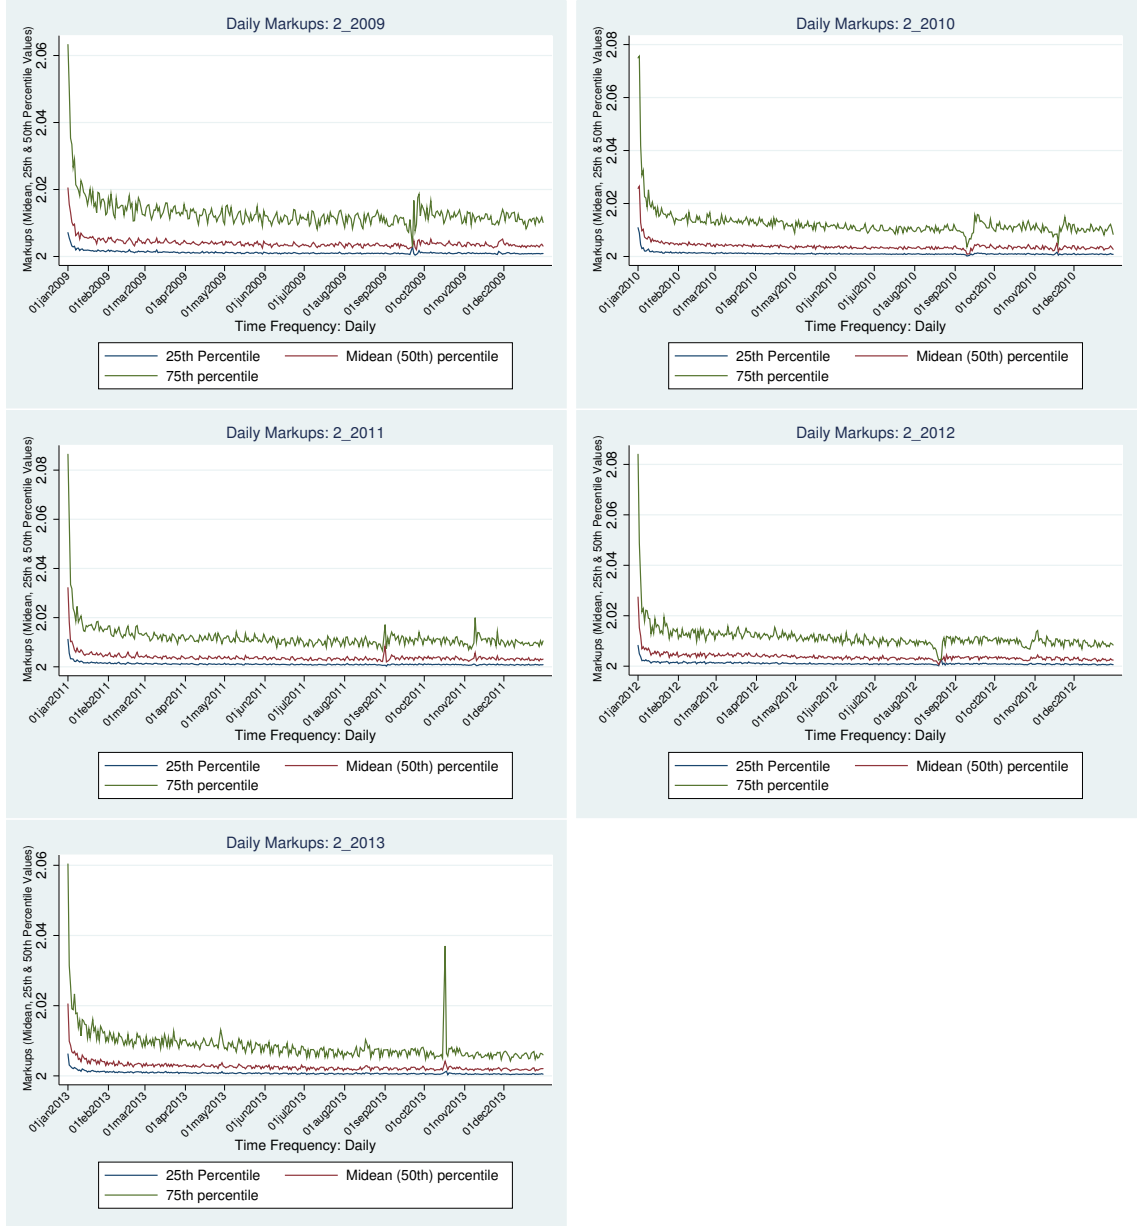 Daily Markups: 2_2009
Markups (Midean, 25th & 50th Percentile Values)
2.06
2.04
2.02
2
01jan2009
01feb2009
01mar2009
01apr2009
01may2009
01jun2009
01jul2009
01aug2009
01sep2009
01oct2009
01nov2009
01dec2009
Time Frequency: Daily
25th Percentile
Midean (50th) percentile
75th percentile
Daily Markups: 2_2010
Markups (Midean, 25th & 50th Percentile Values)
2.08
2.06
2.04
2.02
2
01jan2010
01feb2010
01mar2010
01apr2010
01may2010
01jun2010
01jul2010
01aug2010
01sep2010
01oct2010
01nov2010
01dec2010
Time Frequency: Daily
25th Percentile
Midean (50th) percentile
75th percentile
Daily Markups: 2_2011
Markups (Midean, 25th & 50th Percentile Values)
2.08
2.06
2.04
2.02
2
01jan2011
01feb2011
01mar2011
01apr2011
01may2011
01jun2011
01jul2011
01aug2011
01sep2011
01oct2011
01nov2011
01dec2011
Time Frequency: Daily
25th Percentile
Midean (50th) percentile
75th percentile
Daily Markups: 2_2012
Markups (Midean, 25th & 50th Percentile Values)
2.08
2.06
2.04
2.02
2
01jan2012
01feb2012
01mar2012
01apr2012
01may2012
01jun2012
01jul2012
01aug2012
01sep2012
01oct2012
01nov2012
01dec2012
Time Frequency: Daily
25th Percentile
Midean (50th) percentile
75th percentile
Daily Markups: 2_2013
Markups (Midean, 25th & 50th Percentile Values)
2.06
2.04
2.02
2
01jan2013
01feb2013
01mar2013
01apr2013
01may2013
01jun2013
01jul2013
01aug2013
01sep2013
01oct2013
01nov2013
01dec2013
Time Frequency: Daily
25th Percentile
Midean (50th) percentile
75th percentile